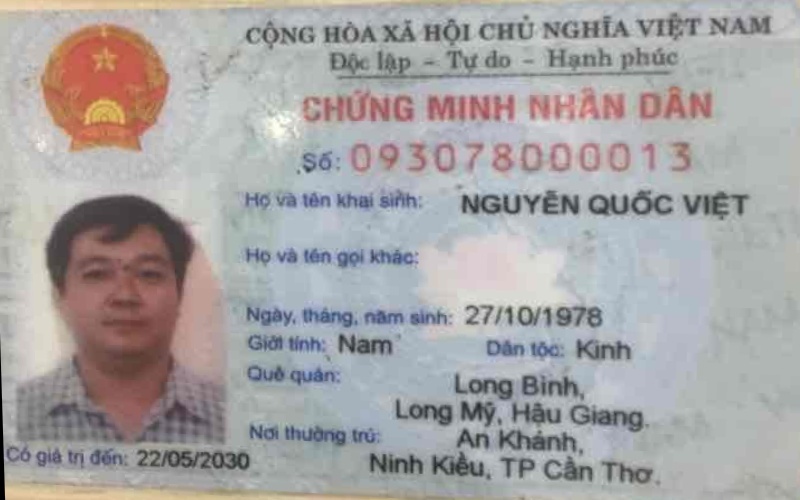 CỘNG HÒA XÃ HỘI CHỦ NGHĨA VIỆT NAM
Độc lập – Tự do – Hạnh phúc
CHỨNG MINH NHÂN DÂN
Số: 093078000013
Họ và tên khai sinh: NGUYỄN QUỐC VIỆT
Họ và tên gọi khác:
Ngày, tháng, năm sinh: 27/10/1978
Giới tính: Nam Dân tộc: Kinh
Quê quán: Long Bình,
Long Mỹ, Hậu Giang.
Nơi thường trú: An Khánh,
Ninh Kiều, TP Cần Thơ.
Có giá trị đến: 22/05/2030